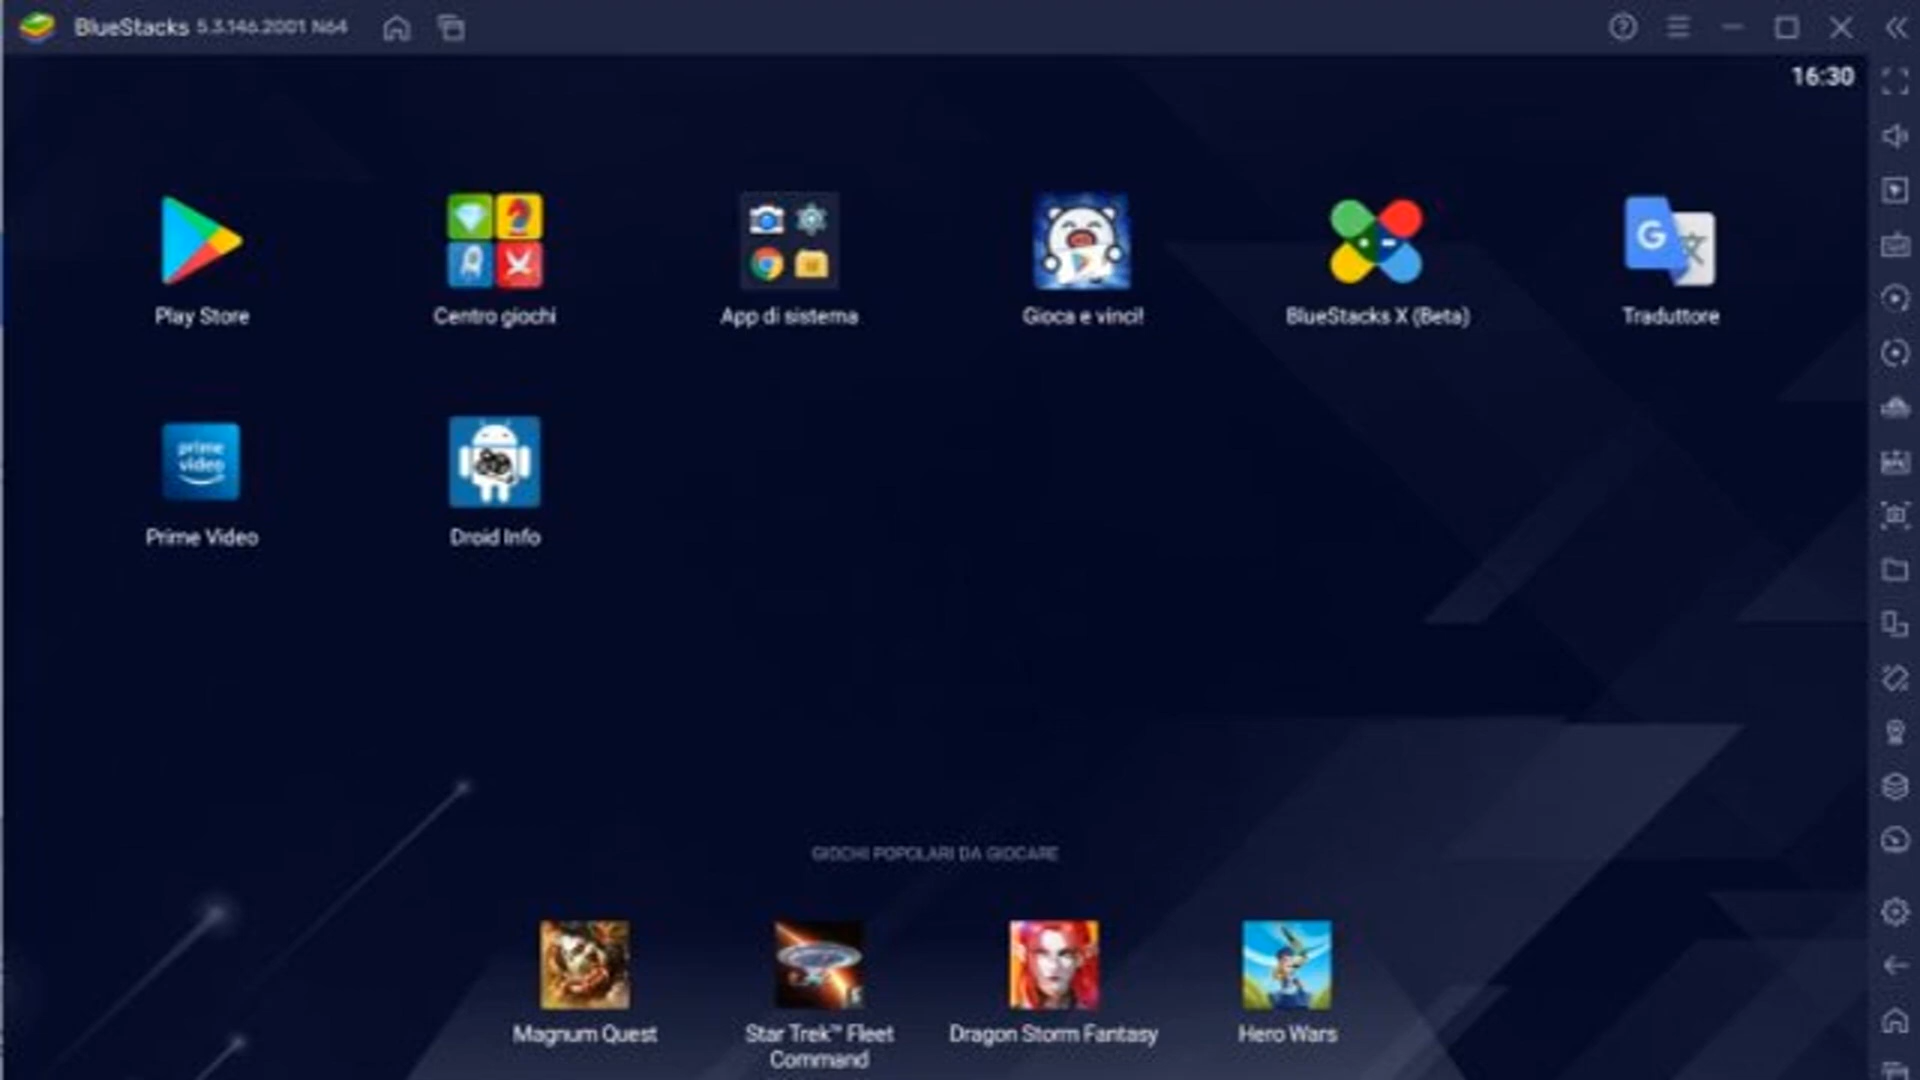 BlueStacks 5.3.146.2001 N64
16:30
Play Store
Centro giochi
App di sistema
Gioca e vinci!
BlueStacks X (Beta)
Traduttore
prime
video
Prime Video
Droid Info
GIOCHI POPOLARI DA GIOCARE
Magnum Quest
Star Trek™ Fleet
Command
Dragon Storm Fantasy
Hero Wars